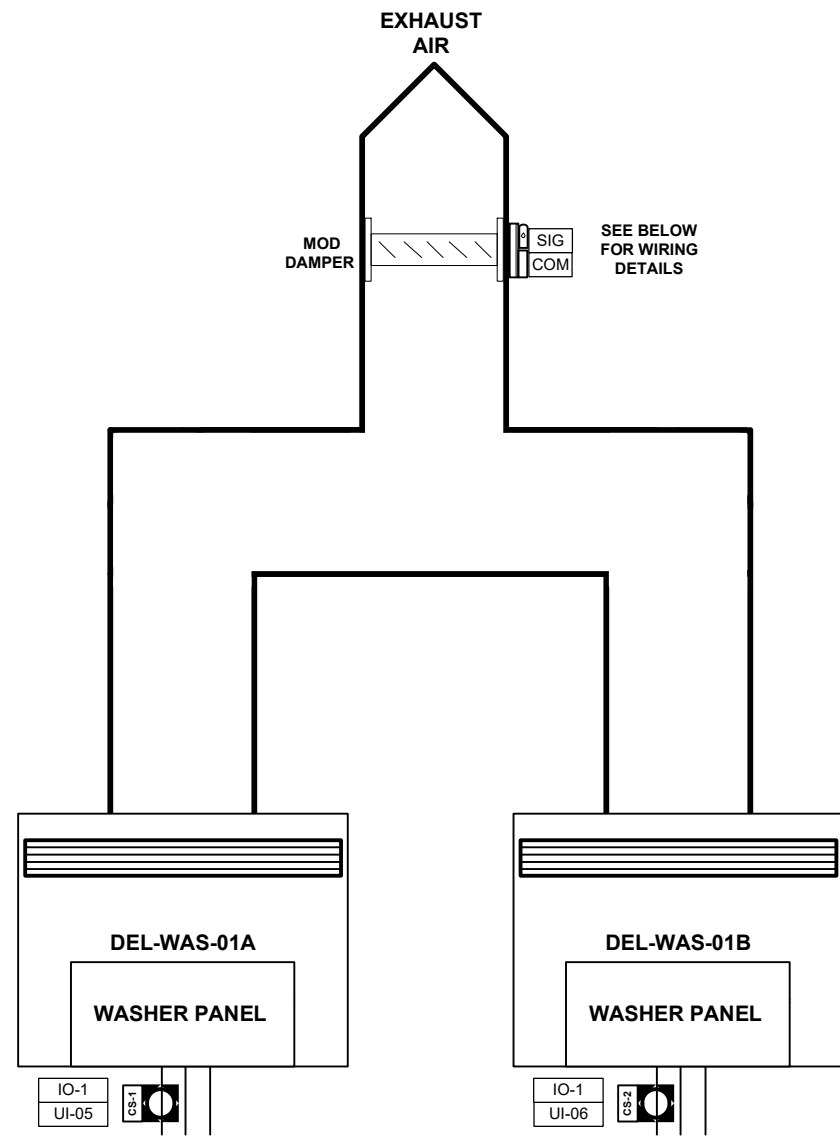 EXHAUST
AIR
MOD
DAMPER
SIG
COM
SEE BELOW
FOR WIRING
DETAILS
DEL-WAS-01A
WASHER PANEL
DEL-WAS-01B
WASHER PANEL
IO-1
UI-05
CS-1
IO-1
UI-06
CS-2